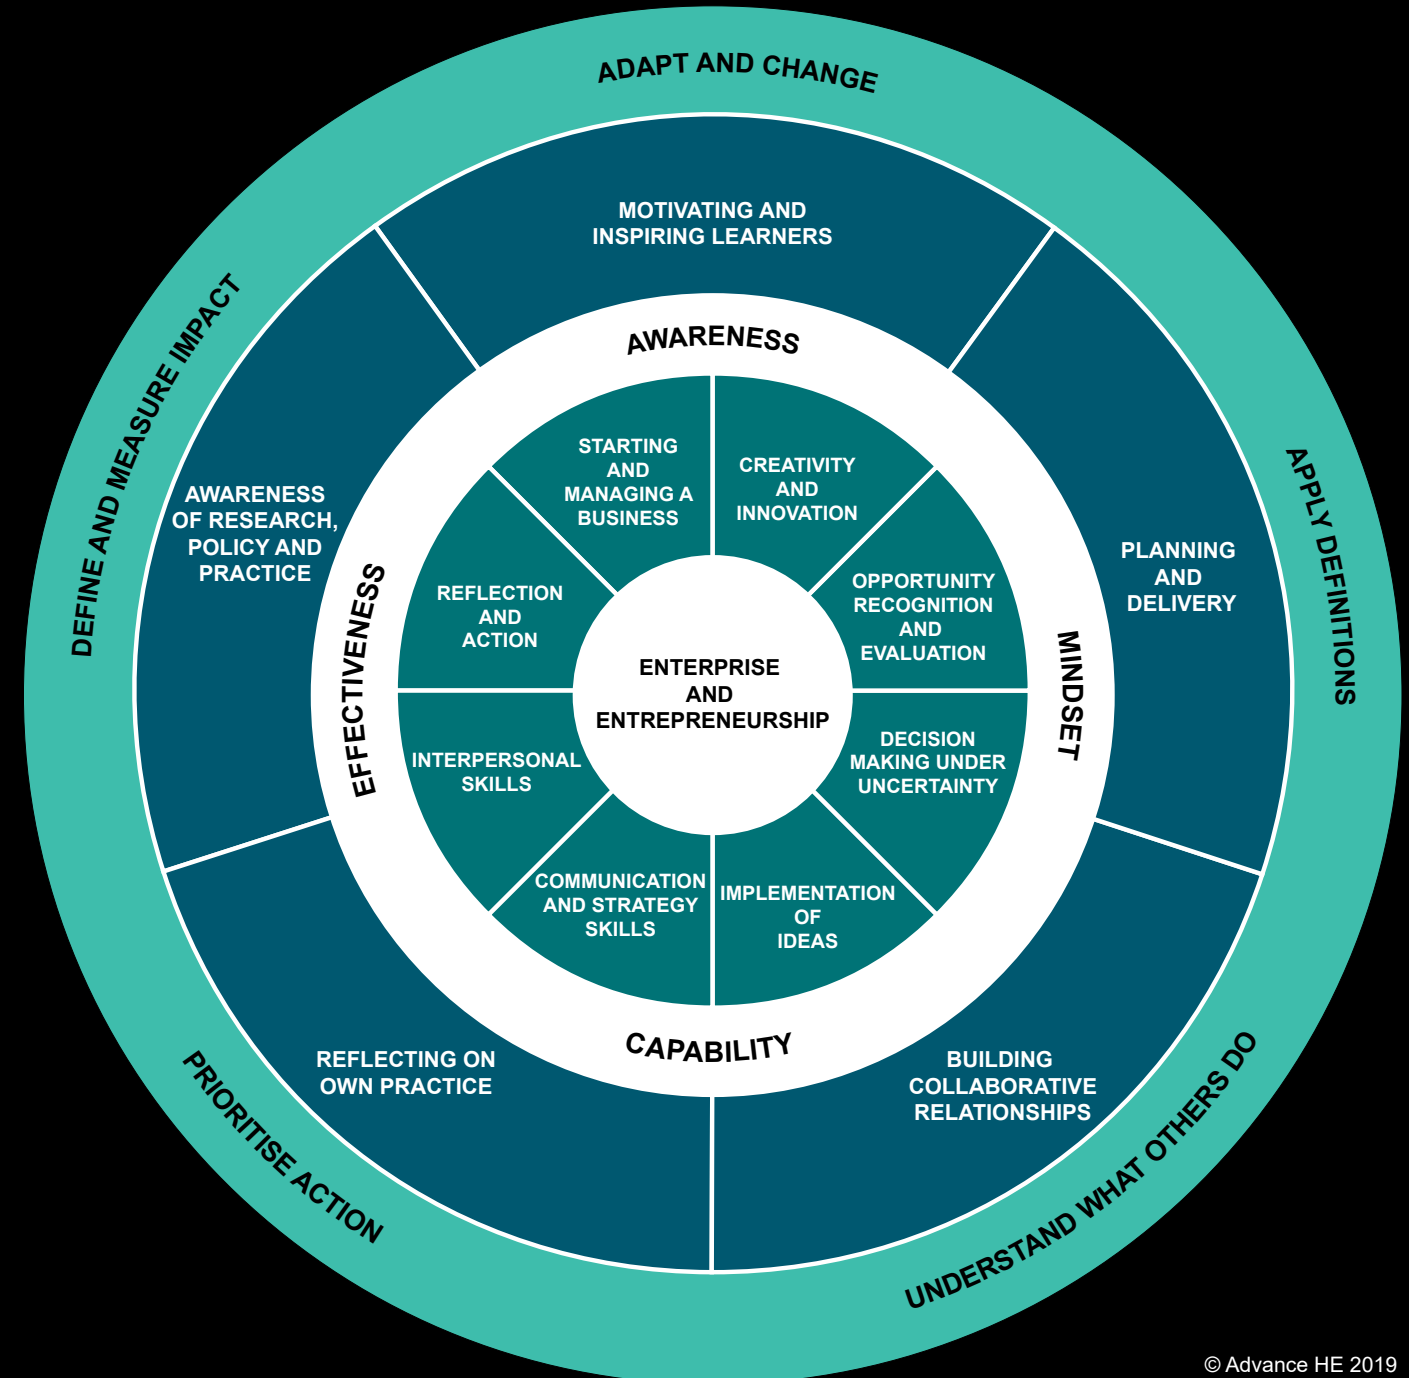 ADAPT AND CHANGE
APPLY DEFINITIONS
UNDERSTAND WHAT OTHERS DO
PRIORITISE ACTION
DEFINE AND MEASURE IMPACT
MOTIVATING AND
INSPIRING LEARNERS
PLANNING
AND
DELIVERY
BUILDING
COLLABORATIVE
RELATIONSHIPS
REFLECTING ON
OWN PRACTICE
AWARENESS
OF RESEARCH,
POLICY AND
PRACTICE
AWARENESS
MINDSET
CAPABILITY
EFFECTIVENESS
CREATIVITY
AND
INNOVATION
OPPORTUNITY
RECOGNITION
AND
EVALUATION
DECISION
MAKING UNDER
UNCERTAINTY
IMPLEMENTATION
OF
IDEAS
COMMUNICATION
AND STRATEGY
SKILLS
INTERPERSONAL
SKILLS
REFLECTION
AND
ACTION
STARTING
AND
MANAGING A
BUSINESS
ENTERPRISE
AND
ENTREPRENEURSHIP
© Advance HE 2019